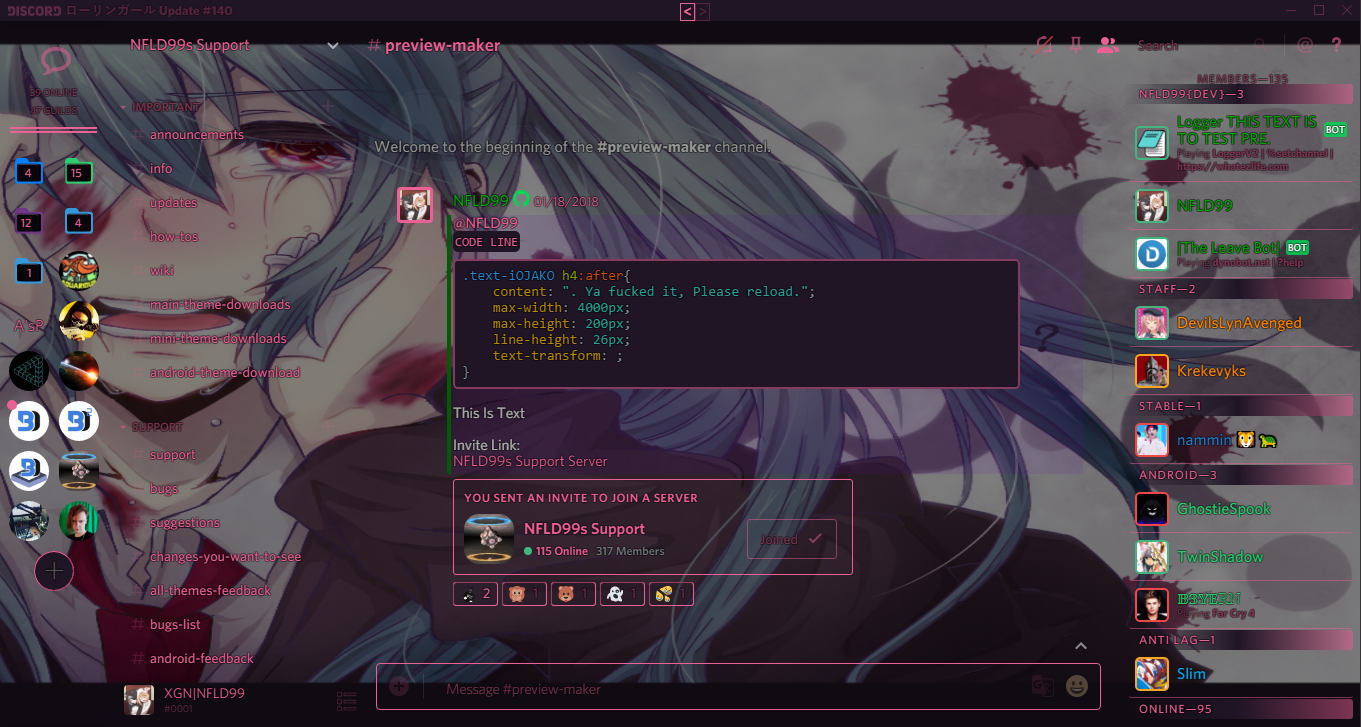 DISCORD ローリンガール Update #140
< >
NFLD99s Support
# preview-maker
Search
@ ?
39 ONLINE
4
15
12
4
1
A'sP
IMPORTANT
# announcements
# info
# updates
# how-tos
# wiki
# main-theme-downloads
# mini-theme-downloads
# android-theme-download
SUPPORT
# support
# bugs
# suggestions
# changes-you-want-to-see
# all-themes-feedback
# bugs-list
# android-feedback
XGN|NFLD99
#0001
Welcome to the beginning of the #preview-maker channel.
NFLD99 01/18/2018
@NFLD99
CODE LINE
.text-iOJAKO h4:after{
content: ". Ya fucked it, Please reload.";
max-width: 4000px;
max-height: 200px;
line-height: 26px;
text-transform: ;
}
This Is Text
Invite Link:
NFLD99s Support Server
YOU SENT AN INVITE TO JOIN A SERVER
NFLD99s Support
115 Online 317 Members
Joined
2 1 1 1 1
Message #preview-maker
MEMBERS—135
NFLD99{DEV}—3
Logger THIS TEXT IS
TO TEST PRE. BOT
Playing LoggerV2 | %setchannel |
https://whatezlife.com
NFLD99
[The Leave Bot] BOT
Playing dynobot.net | ?help
STAFF—2
DevilsLynAvenged
Krekevyks
STABLE—1
nammin
ANDROID—3
GhostieSpook
TwinShadow
Playing Far Cry 4
ANTI LAG—1
Slim
ONLINE—95